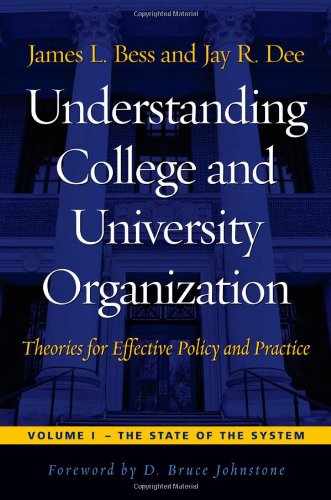 James L. Bess and Jay R. Dee
Understanding
College and
University
Organization
Theories for Effective Policy and Practice
VOLUME I – THE STATE OF THE SYSTEM
Foreword by D. Bruce Johnstone